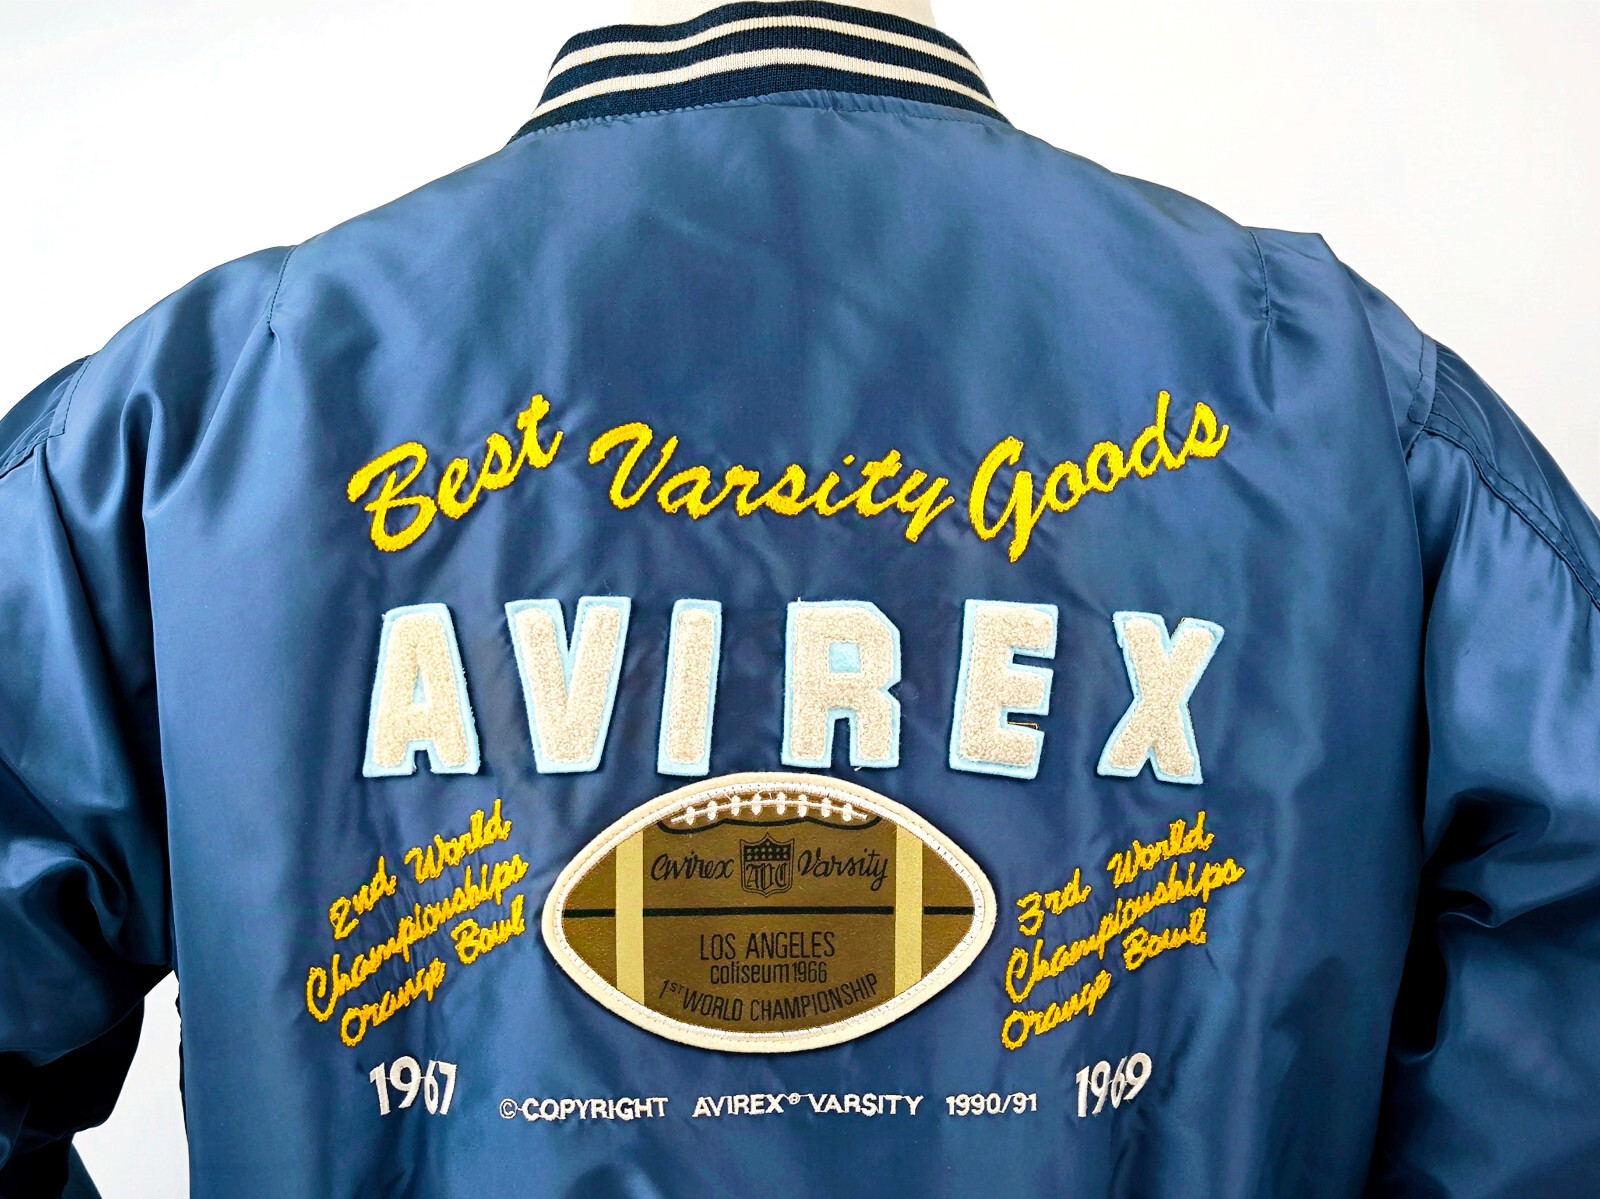 Best Varsity Goods
AVIREX
2nd. World
Championships
Orange Bowl
1967
avirex Varsity
LOS ANGELES
coliseum 1966
1ST WORLD CHAMPIONSHIP
3rd. World
Championships
Orange Bowl
1969
©COPYRIGHT AVIREX® VARSITY 1990/91